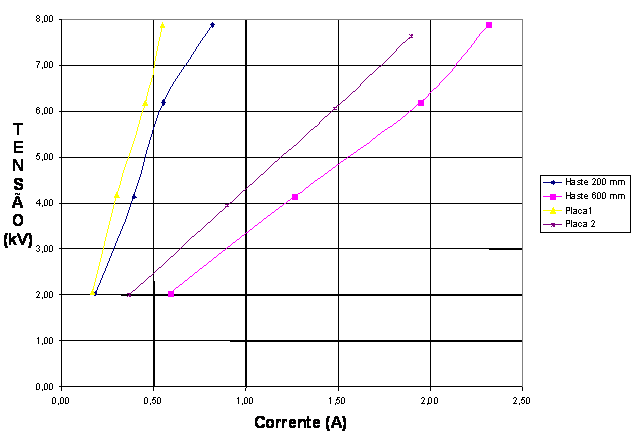 8,00
7,00
6,00
5,00
4,00
3,00
2,00
1,00
0,00
TENSÃO
(kV)
0,00 0,50 1,00 1,50 2,00 2,50
Corrente (A)
Haste 200 mm
Haste 600 mm
Placa1
Placa 2